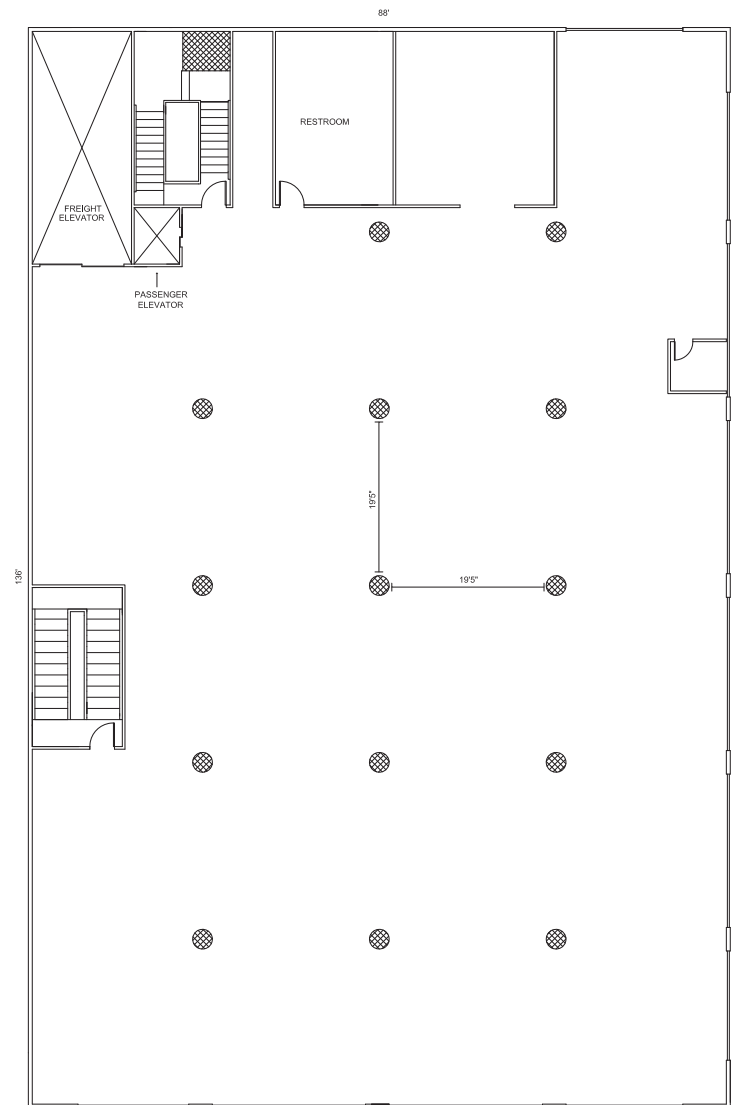 88'
RESTROOM
FREIGHT
ELEVATOR
PASSENGER
ELEVATOR
19'5"
136'
19'5"